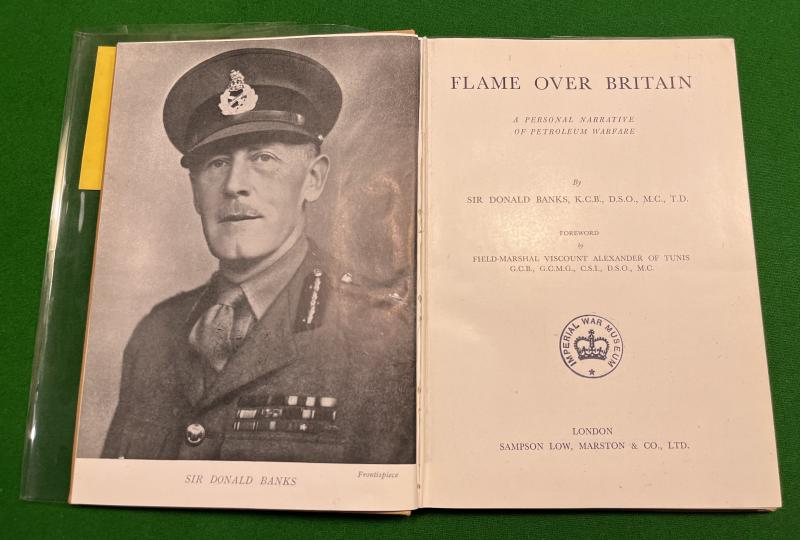 SIR DONALD BANKS
Frontispiece
FLAME OVER BRITAIN
A PERSONAL NARRATIVE
OF PETROLEUM WARFARE
By
SIR DONALD BANKS, K.C.B., D.S.O., M.C., T.D.
FOREWORD
by
FIELD-MARSHAL VISCOUNT ALEXANDER OF TUNIS
G.C.B., G.C.M.G., C.S.I., D.S.O., M.C.
IMPERIAL WAR MUSEUM
LONDON
SAMPSON LOW, MARSTON & CO., LTD.